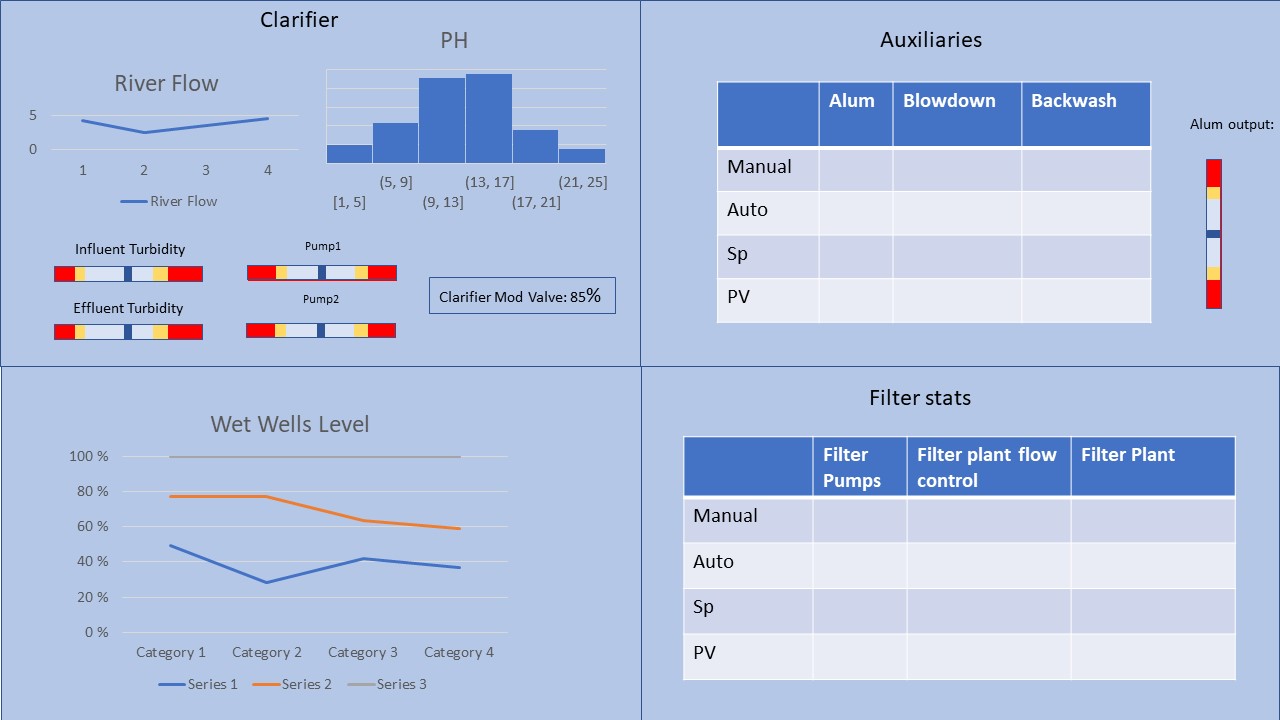 Clarifier
PH
River Flow
5
0
1 2 3 4
River Flow
(5, 9] (13, 17] (21, 25]
[1, 5] (9, 13] (17, 21]
Influent Turbidity
Pump1
Effluent Turbidity
Pump2
Clarifier Mod Valve: 85%
Auxiliaries
Alum Blowdown Backwash
Manual
Auto
Sp
PV
Alum output:
Wet Wells Level
100 %
80 %
60 %
40 %
20 %
0 %
Category 1 Category 2 Category 3 Category 4
Series 1 Series 2 Series 3
Filter stats
Filter Pumps Filter plant flow control Filter Plant
Manual
Auto
Sp
PV